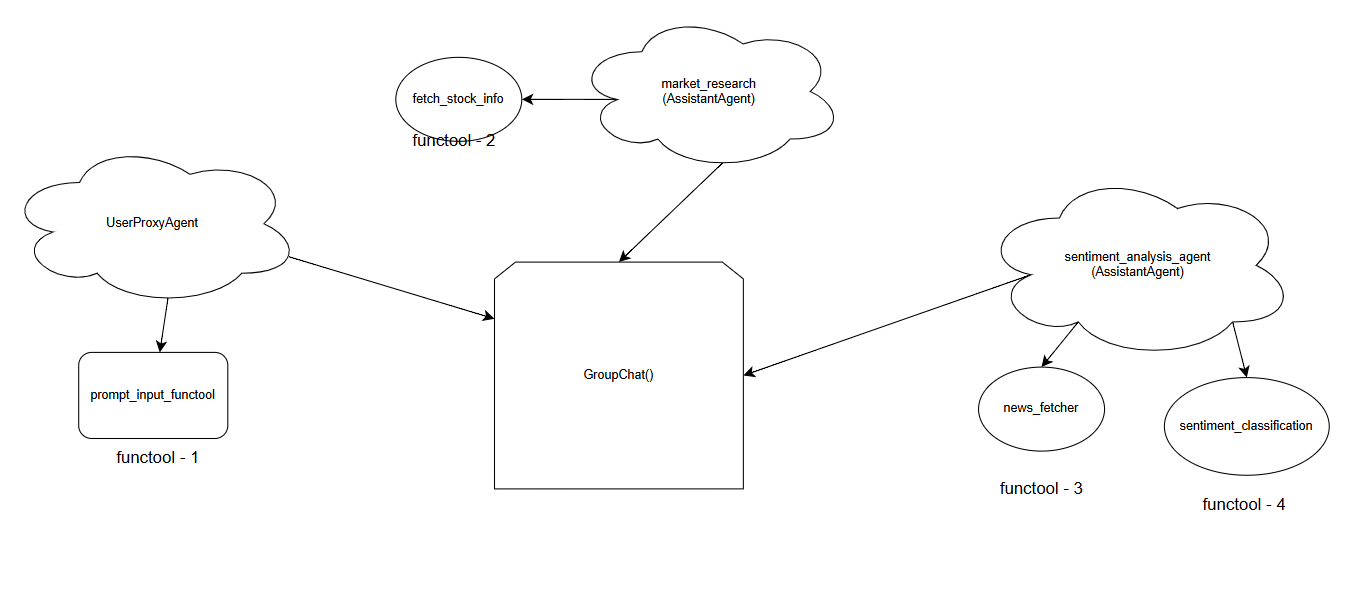 market_research
(AssistantAgent)
fetch_stock_info
functool - 2
UserProxyAgent
sentiment_analysis_agent
(AssistantAgent)
GroupChat()
prompt_input_functool
functool - 1
news_fetcher
sentiment_classification
functool - 3
functool - 4